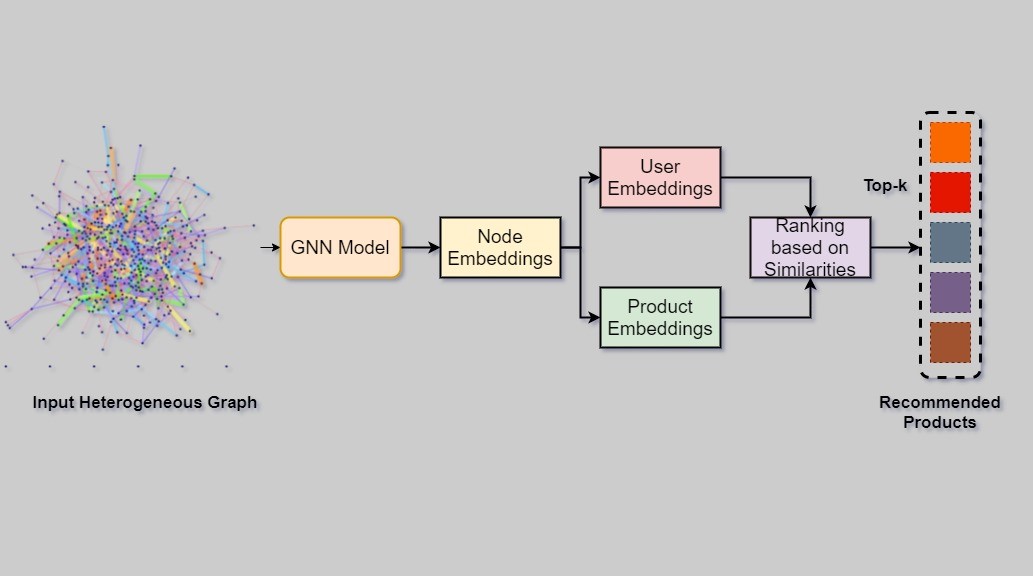 Input Heterogeneous Graph
GNN Model
Node
Embeddings
User
Embeddings
Product
Embeddings
Ranking
based on
Similarities
Top-k
Recommended
Products